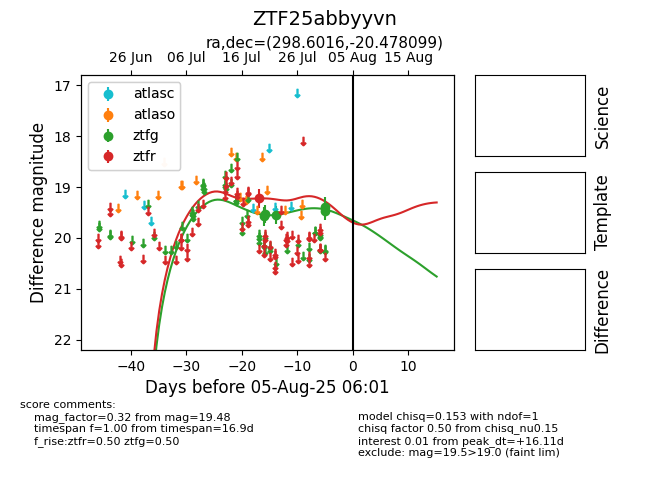 ZTF25abbyyvn
ra,dec=(298.6016,-20.478099)
26 Jun 06 Jul 16 Jul 26 Jul 05 Aug 15 Aug
17
18
19
20
21
22
Difference magnitude
atlasc
atlaso
ztfg
ztfr
−40 −30 −20 −10 0 10
Days before 05-Aug-25 06:01
Science
Template
Difference
score comments:
mag_factor=0.32 from mag=19.48
timespan f=1.00 from timespan=16.9d
f_rise:ztfr=0.50 ztfg=0.50
model chisq=0.153 with ndof=1
chisq factor 0.50 from chisq_nu0.15
interest 0.01 from peak_dt=+16.11d
exclude: mag=19.5>19.0 (faint lim)